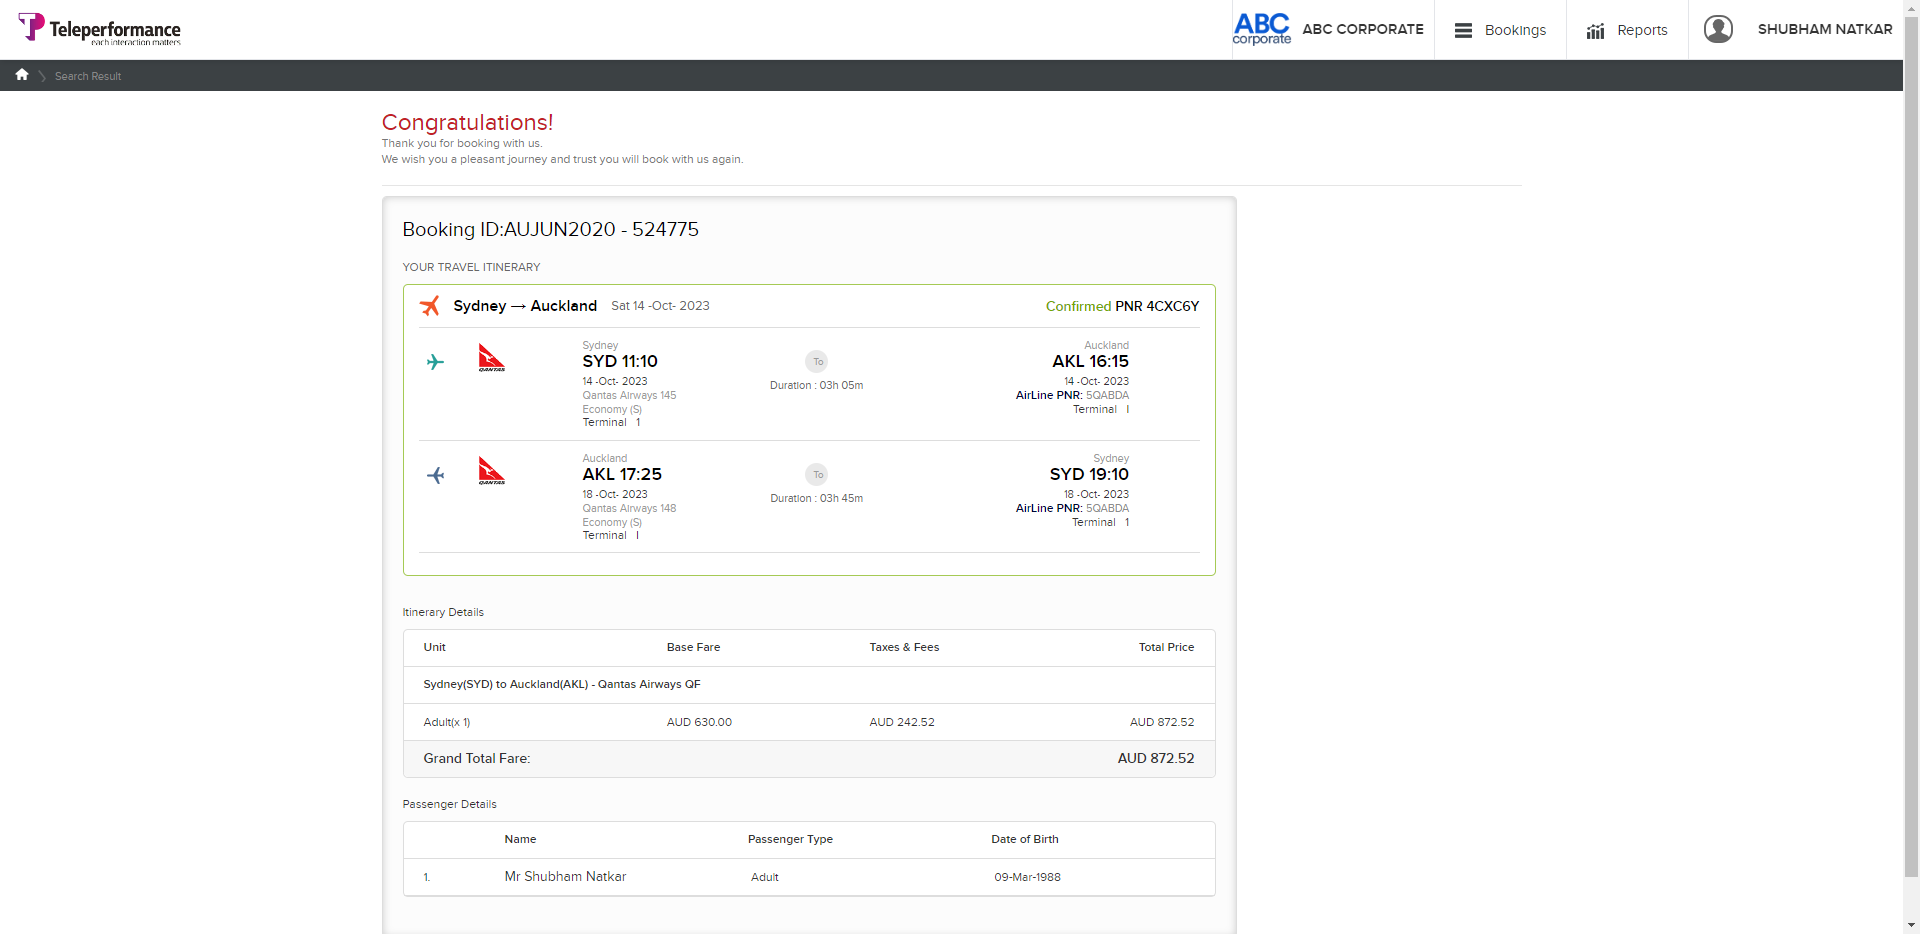 Teleperformance
each interaction matters
ABC
corporate
ABC CORPORATE
Bookings
Reports
SHUBHAM NATKAR
Search Result
Congratulations!
Thank you for booking with us.
We wish you a pleasant journey and trust you will book with us again.
Booking ID:AUJUN2020 - 524775
YOUR TRAVEL ITINERARY
Sydney → Auckland Sat 14 -Oct- 2023 Confirmed PNR 4CXC6Y
Sydney Auckland
SYD 11:10 To AKL 16:15
14 -Oct- 2023 Duration : 03h 05m 14 -Oct- 2023
Qantas Airways 145 AirLine PNR: 5QABDA
Economy (S) Terminal I
Terminal 1
QANTAS
Auckland Sydney
AKL 17:25 To SYD 19:10
18 -Oct- 2023 Duration : 03h 45m 18 -Oct- 2023
Qantas Airways 148 AirLine PNR: 5QABDA
Economy (S) Terminal 1
Terminal I
QANTAS
Itinerary Details
Unit Base Fare Taxes & Fees Total Price
Sydney(SYD) to Auckland(AKL) - Qantas Airways QF
Adult(x 1) AUD 630.00 AUD 242.52 AUD 872.52
Grand Total Fare: AUD 872.52
Passenger Details
Name Passenger Type Date of Birth
1. Mr Shubham Natkar Adult 09-Mar-1988